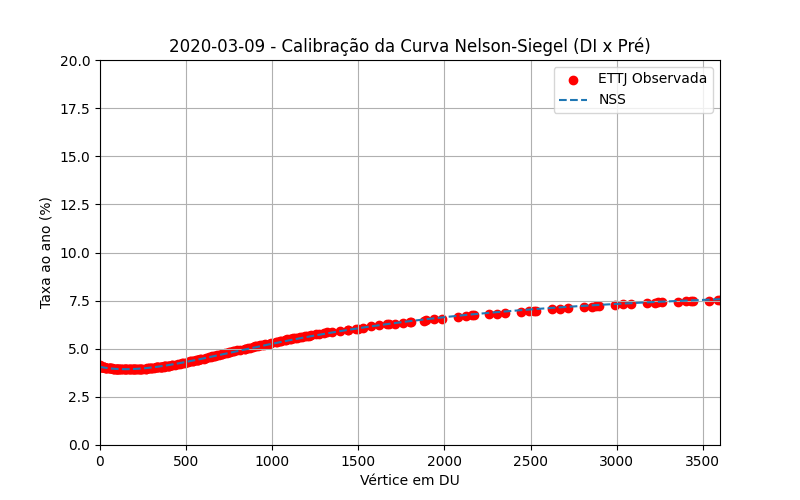 2020-03-09 - Calibração da Curva Nelson-Siegel (DI x Pré)
ETTJ Observada
NSS
Taxa ao ano (%)
20.0
17.5
15.0
12.5
10.0
7.5
5.0
2.5
0.0
0 500 1000 1500 2000 2500 3000 3500
Vértice em DU